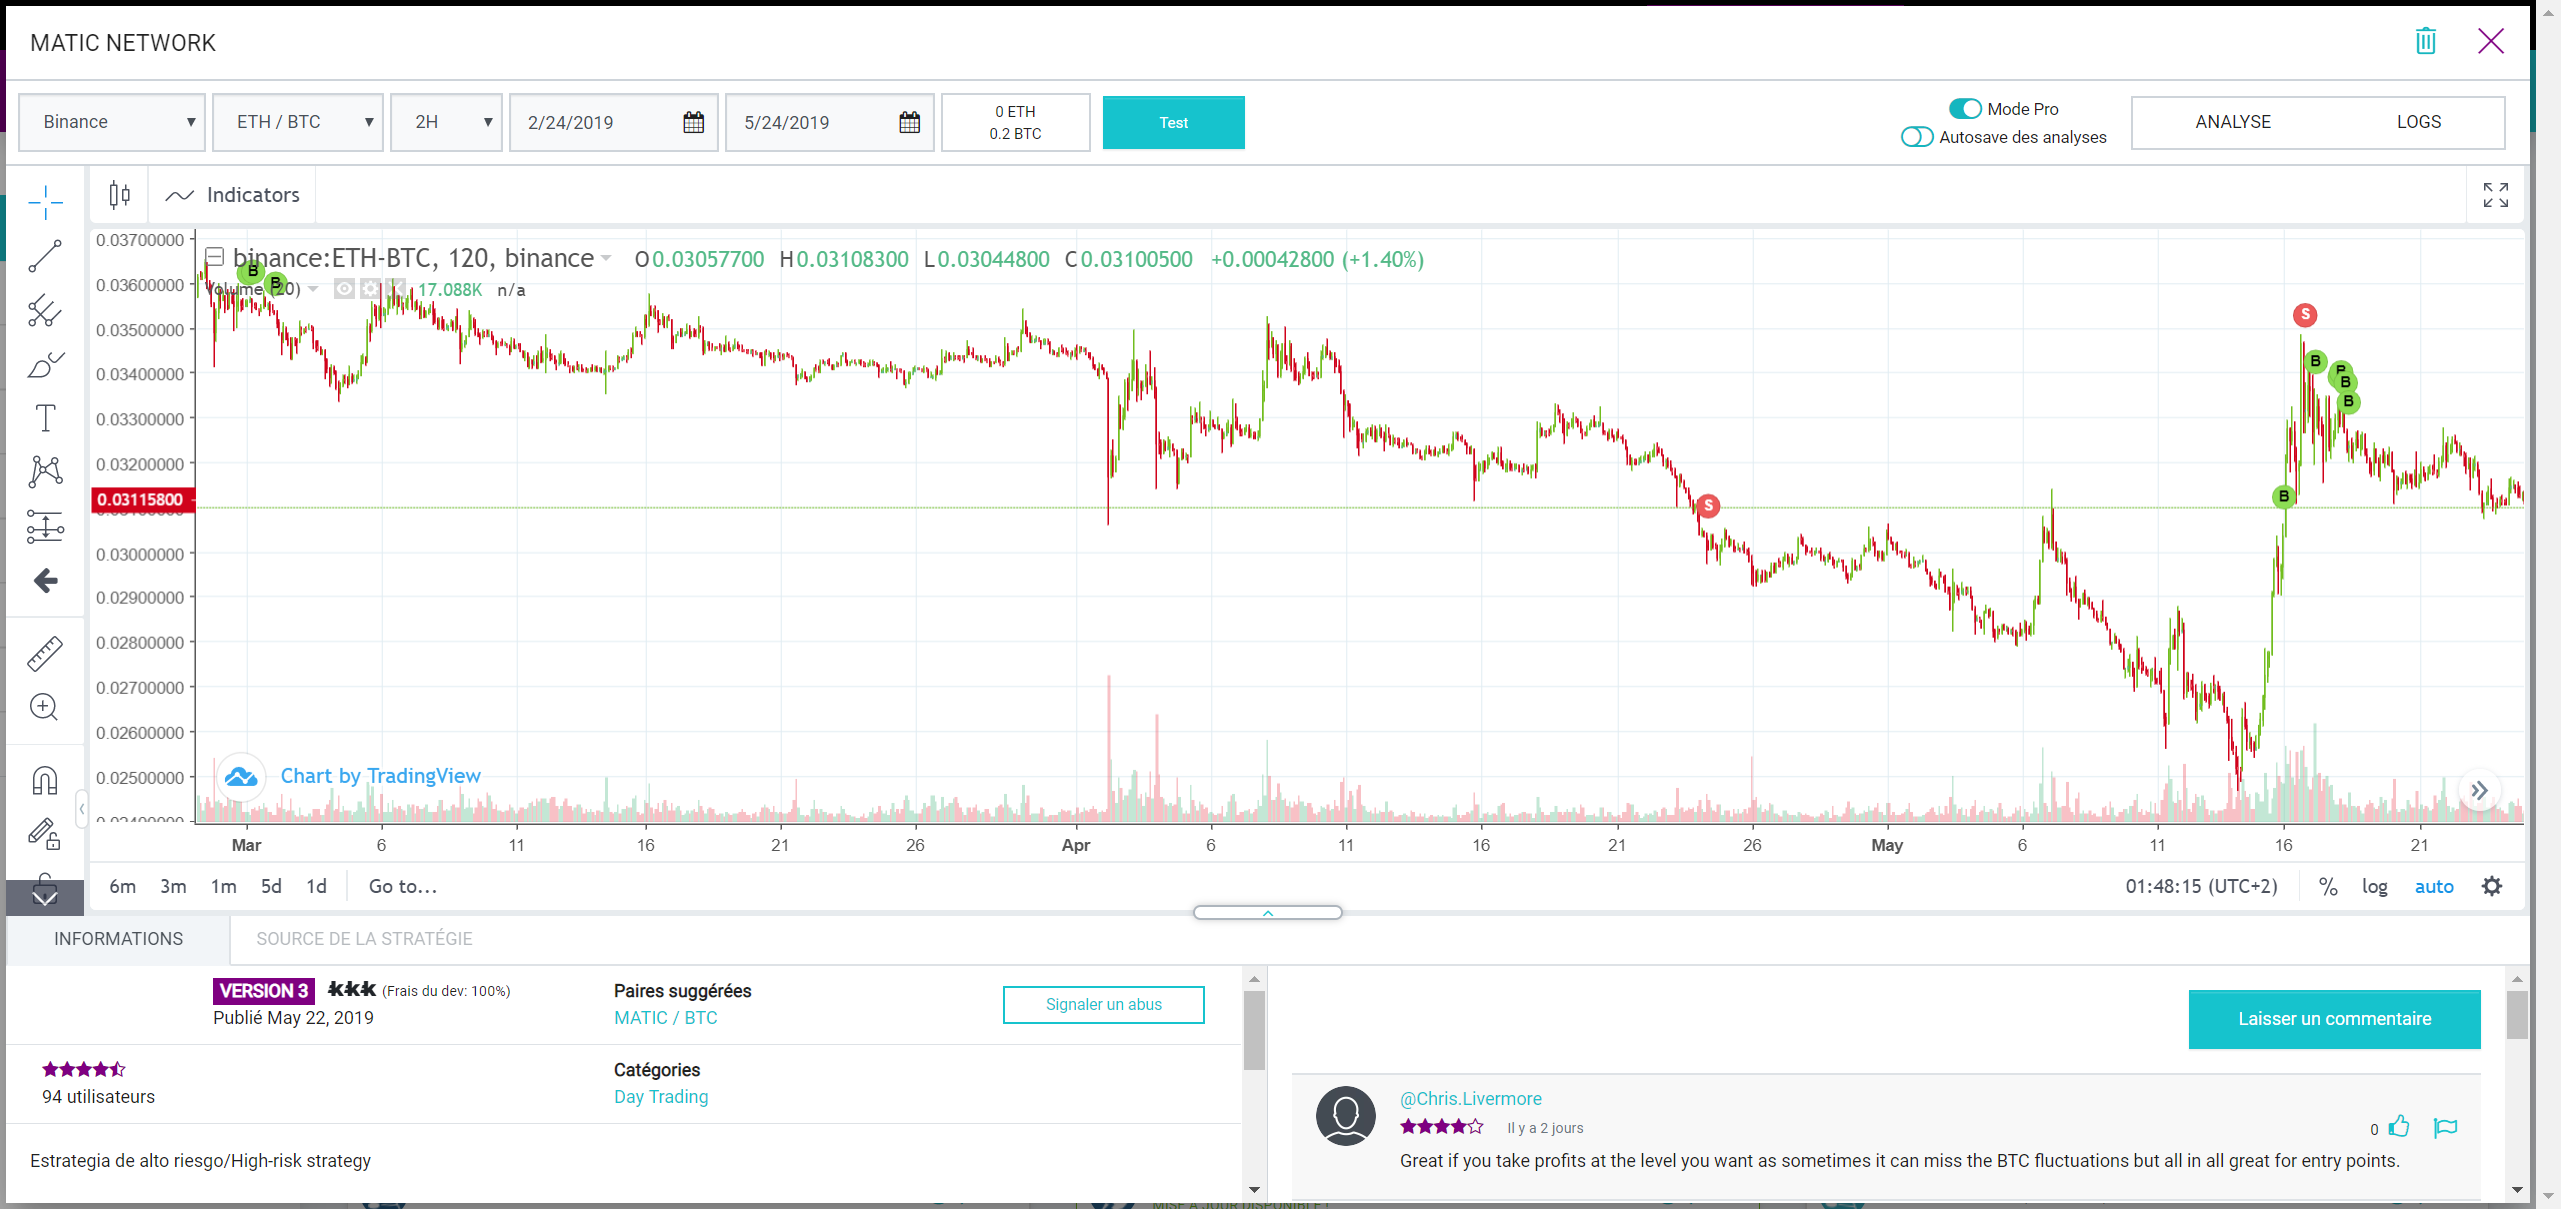 MATIC NETWORK
Binance
ETH / BTC
2H
2/24/2019
5/24/2019
0 ETH
0.2 BTC
Test
Mode Pro
Autosave des analyses
ANALYSE
LOGS
Indicators
binance:ETH-BTC, 120, binance
O0.03057700 H0.03108300 L0.03044800 C0.03100500 +0.00042800 (+1.40%)
Volume (20)
17.088K n/a
0.03700000
0.03600000
0.03500000
0.03400000
0.03300000
0.03200000
0.03115800
0.03000000
0.02900000
0.02800000
0.02700000
0.02600000
0.02500000
B
B
S
S
B
B
B
B
B
Chart by TradingView
Mar
6
11
16
21
26
Apr
6
11
16
21
26
May
6
11
16
21
6m
3m
1m
5d
1d
Go to...
01:48:15 (UTC+2)
%
log
auto
INFORMATIONS
SOURCE DE LA STRATÉGIE
VERSION 3
kkk
(Frais du dev: 100%)
Publié May 22, 2019
Paires suggérées
MATIC / BTC
Signaler un abus
94 utilisateurs
Catégories
Day Trading
Estrategia de alto riesgo/High-risk strategy
Laisser un commentaire
@Chris.Livermore
Il y a 2 jours
0
Great if you take profits at the level you want as sometimes it can miss the BTC fluctuations but all in all great for entry points.
MISE À JOUR DISPONIBLE !